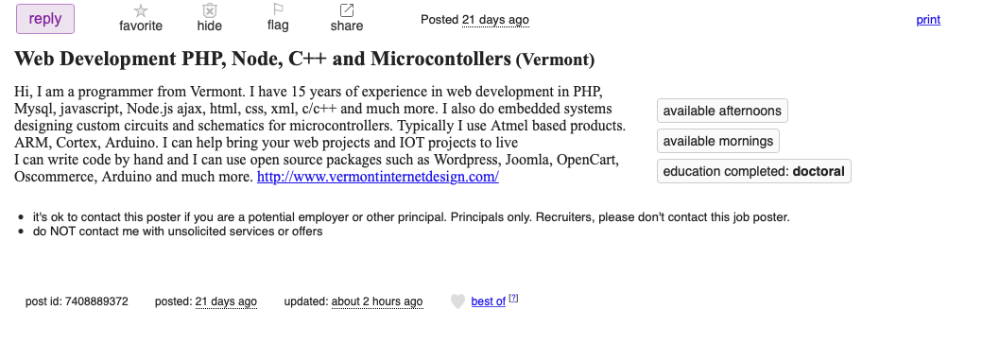 reply
favorite
hide
flag
share
Posted 21 days ago
print
Web Development PHP, Node, C++ and Microcontollers (Vermont)
Hi, I am a programmer from Vermont. I have 15 years of experience in web development in PHP,
Mysql, javascript, Node.js ajax, html, css, xml, c/c++ and much more. I also do embedded systems
designing custom circuits and schematics for microcontrollers. Typically I use Atmel based products.
ARM, Cortex, Arduino. I can help bring your web projects and IOT projects to live
I can write code by hand and I can use open source packages such as Wordpress, Joomla, OpenCart,
Oscommerce, Arduino and much more. http://www.vermontinternetdesign.com/
available afternoons
available mornings
education completed: doctoral
• it's ok to contact this poster if you are a potential employer or other principal. Principals only. Recruiters, please don't contact this job poster.
• do NOT contact me with unsolicited services or offers
post id: 7408889372
posted: 21 days ago
updated: about 2 hours ago
best of [?]